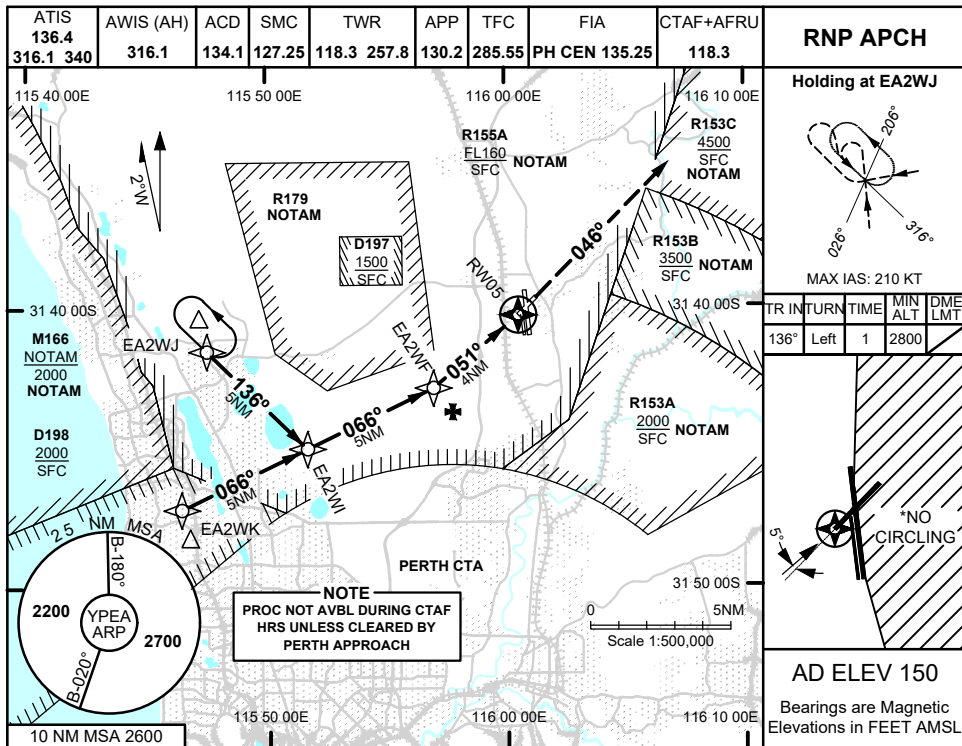 ATIS
136.4
316.1 340
AWIS (AH)
316.1
ACD
134.1
SMC
127.25
TWR
118.3 257.8
APP
130.2
TFC
285.55
FIA
PH CEN 135.25
CTAF+AFRU
118.3
RNP APCH
115 40 00E
115 50 00E
116 00 00E
116 10 00E
2°W
R155A
FL160
SFC
NOTAM
R153C
4500
SFC
NOTAM
R179
NOTAM
D197
1500
SFC
046°
R153B
3500
SFC
NOTAM
RW05
31 40 00S
31 40 00S
EA2WJ
M166
NOTAM
2000
NOTAM
EA2WF
051°
4NM
136°
5NM
066°
5NM
R153A
2000
SFC
NOTAM
D198
2000
SFC
066°
5NM
EA2WI
EA2WK
25 NM MSA
B-180°
2200
YPEA
ARP
2700
B-020°
10 NM MSA 2600
PERTH CTA
31 50 00S
NOTE
PROC NOT AVBL DURING CTAF
HRS UNLESS CLEARED BY
PERTH APPROACH
0
5NM
Scale 1:500,000
115 50 00E
116 00 00E
116 10 00E
Holding at EA2WJ
206°
026°
316°
MAX IAS: 210 KT
TR IN
TURN
TIME
MIN
ALT
DME
LMT
136°
Left
1
2800
5°
*NO
CIRCLING
AD ELEV 150
Bearings are Magnetic
Elevations in FEET AMSL